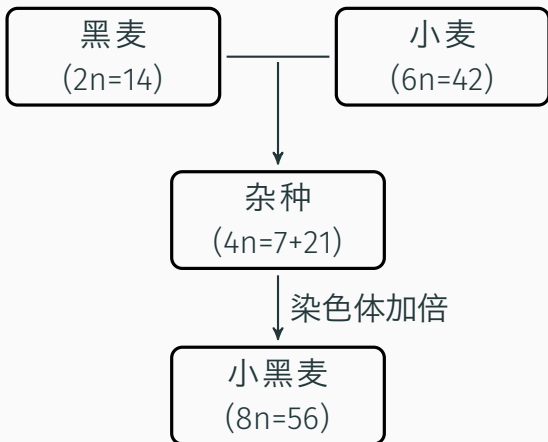 黑麦
(2n=14)
小麦
(6n=42)
杂种
(4n=7+21)
染色体加倍
小黑麦
(8n=56)